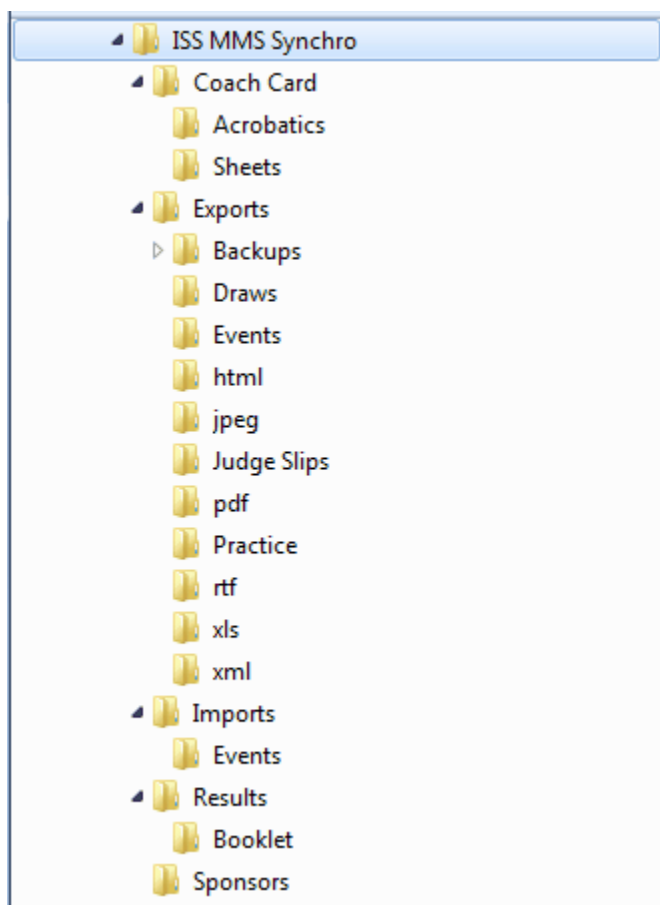 ISS MMS Synchro
Coach Card
Acrobatics
Sheets
Exports
Backups
Draws
Events
html
jpeg
Judge Slips
pdf
Practice
rtf
xls
xml
Imports
Events
Results
Booklet
Sponsors